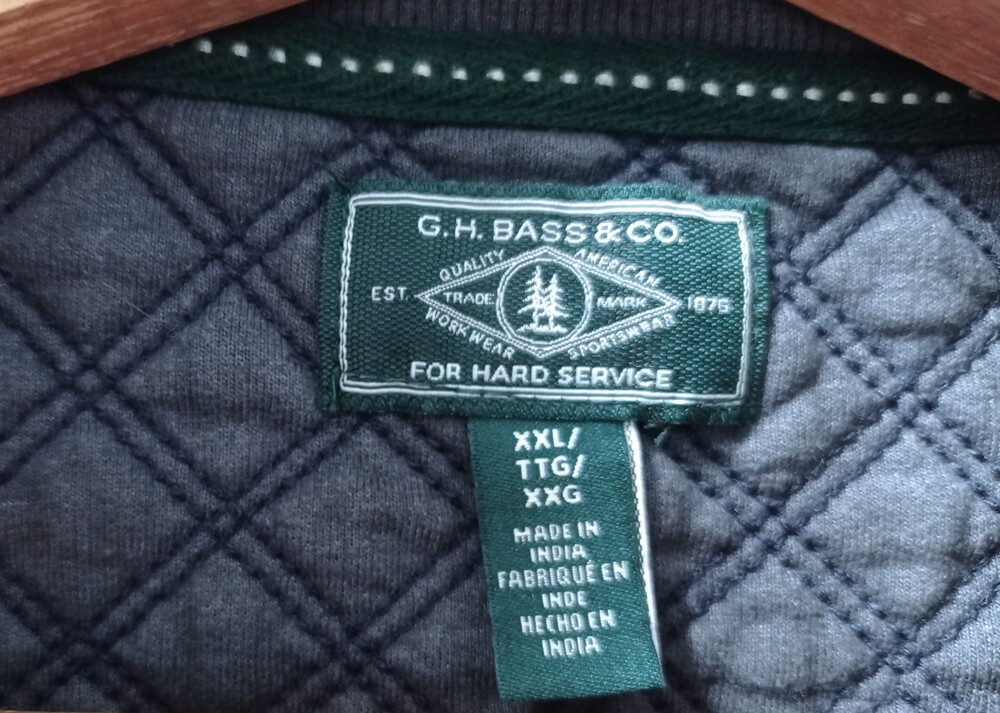 G.H. BASS & CO.
QUALITY AMERICAN
EST. TRADE MARK 1876
WORKWEAR SPORTSWEAR
FOR HARD SERVICE
XXL/
TTG/
XXG
MADE IN
INDIA
FABRIQUÉ EN
INDE
HECHO EN
INDIA